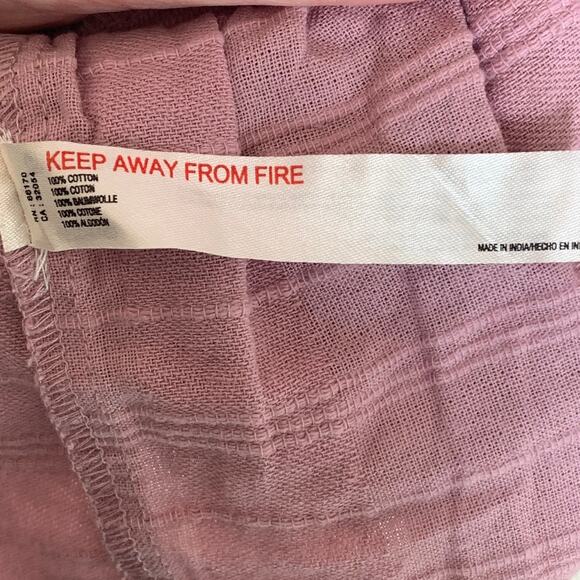 KEEP AWAY FROM FIRE
100% COTTON
100% COTON
100% BAUMWOLLE
100% COTONE
100% ALGODÓN
RN: 66170
CA: 32054
MADE IN INDIA/HECHO EN IN